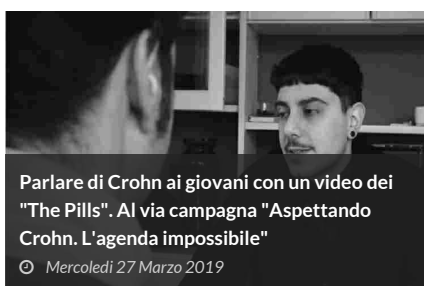 Parlare di Crohn ai giovani con un video dei
"The Pills". Al via campagna "Aspettando
Crohn. L'agenda impossibile"
Mercoledì 27 Marzo 2019